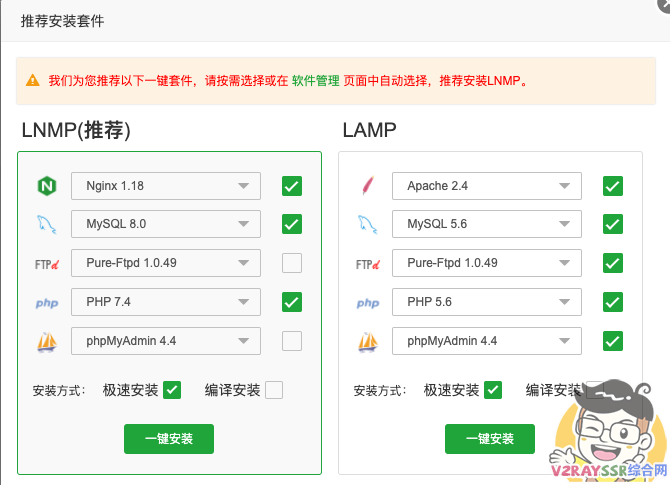 推荐安装套件
我们为您推荐以下一键套件，请按需选择或在 软件管理 页面中自动选择，推荐安装LNMP。
LNMP(推荐)
Nginx 1.18
MySQL 8.0
FTPd Pure-Ftpd 1.0.49
php PHP 7.4
phpMyAdmin 4.4
安装方式： 极速安装 编译安装
一键安装
LAMP
Apache 2.4
MySQL 5.6
FTPd Pure-Ftpd 1.0.49
php PHP 5.6
phpMyAdmin 4.4
安装方式： 极速安装 编译安装
一键安装
V2RAYSSR综合网